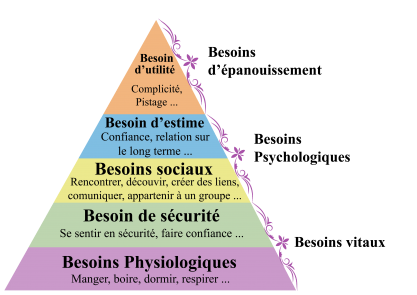 Besoin
d'utilité
Complicité,
Pistage ...
Besoins
d'épanouissement
Besoin d'estime
Confiance, relation sur
le long terme ...
Besoins
Psychologiques
Besoins sociaux
Rencontrer, découvir, créer des liens,
comuniquer, appartenir à un groupe ...
Besoin de sécurité
Se sentir en sécurité, faire confiance ...
Besoins vitaux
Besoins Physiologiques
Manger, boire, dormir, respirer ...